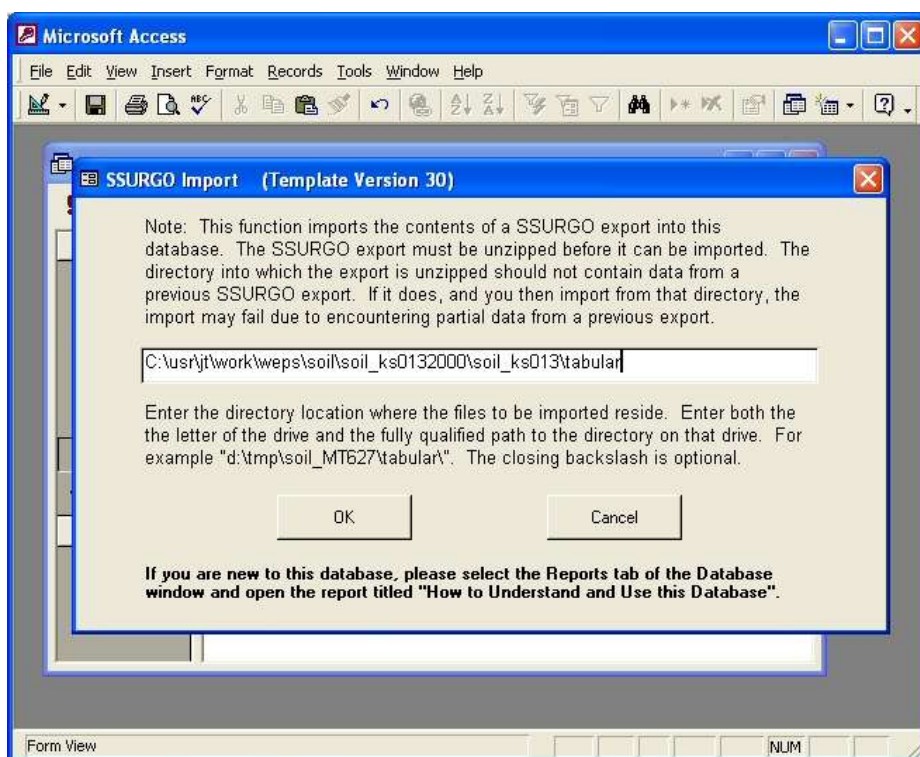 Microsoft Access
File Edit View Insert Format Records Tools Window Help
SSURGO Import (Template Version 30)
Note: This function imports the contents of a SSURGO export into this
database. The SSURGO export must be unzipped before it can be imported. The
directory into which the export is unzipped should not contain data from a
previous SSURGO export. If it does, and you then import from that directory, the
import may fail due to encountering partial data from a previous export.
C:\usr\jt\work\weps\soil\soil_ks0132000\soil_ks013\tabular
Enter the directory location where the files to be imported reside. Enter both the
the letter of the drive and the fully qualified path to the directory on that drive. For
example "d:\tmp\soil_MT627\tabular\". The closing backslash is optional.
OK Cancel
If you are new to this database, please select the Reports tab of the Database
window and open the report titled "How to Understand and Use this Database".
Form View NUM